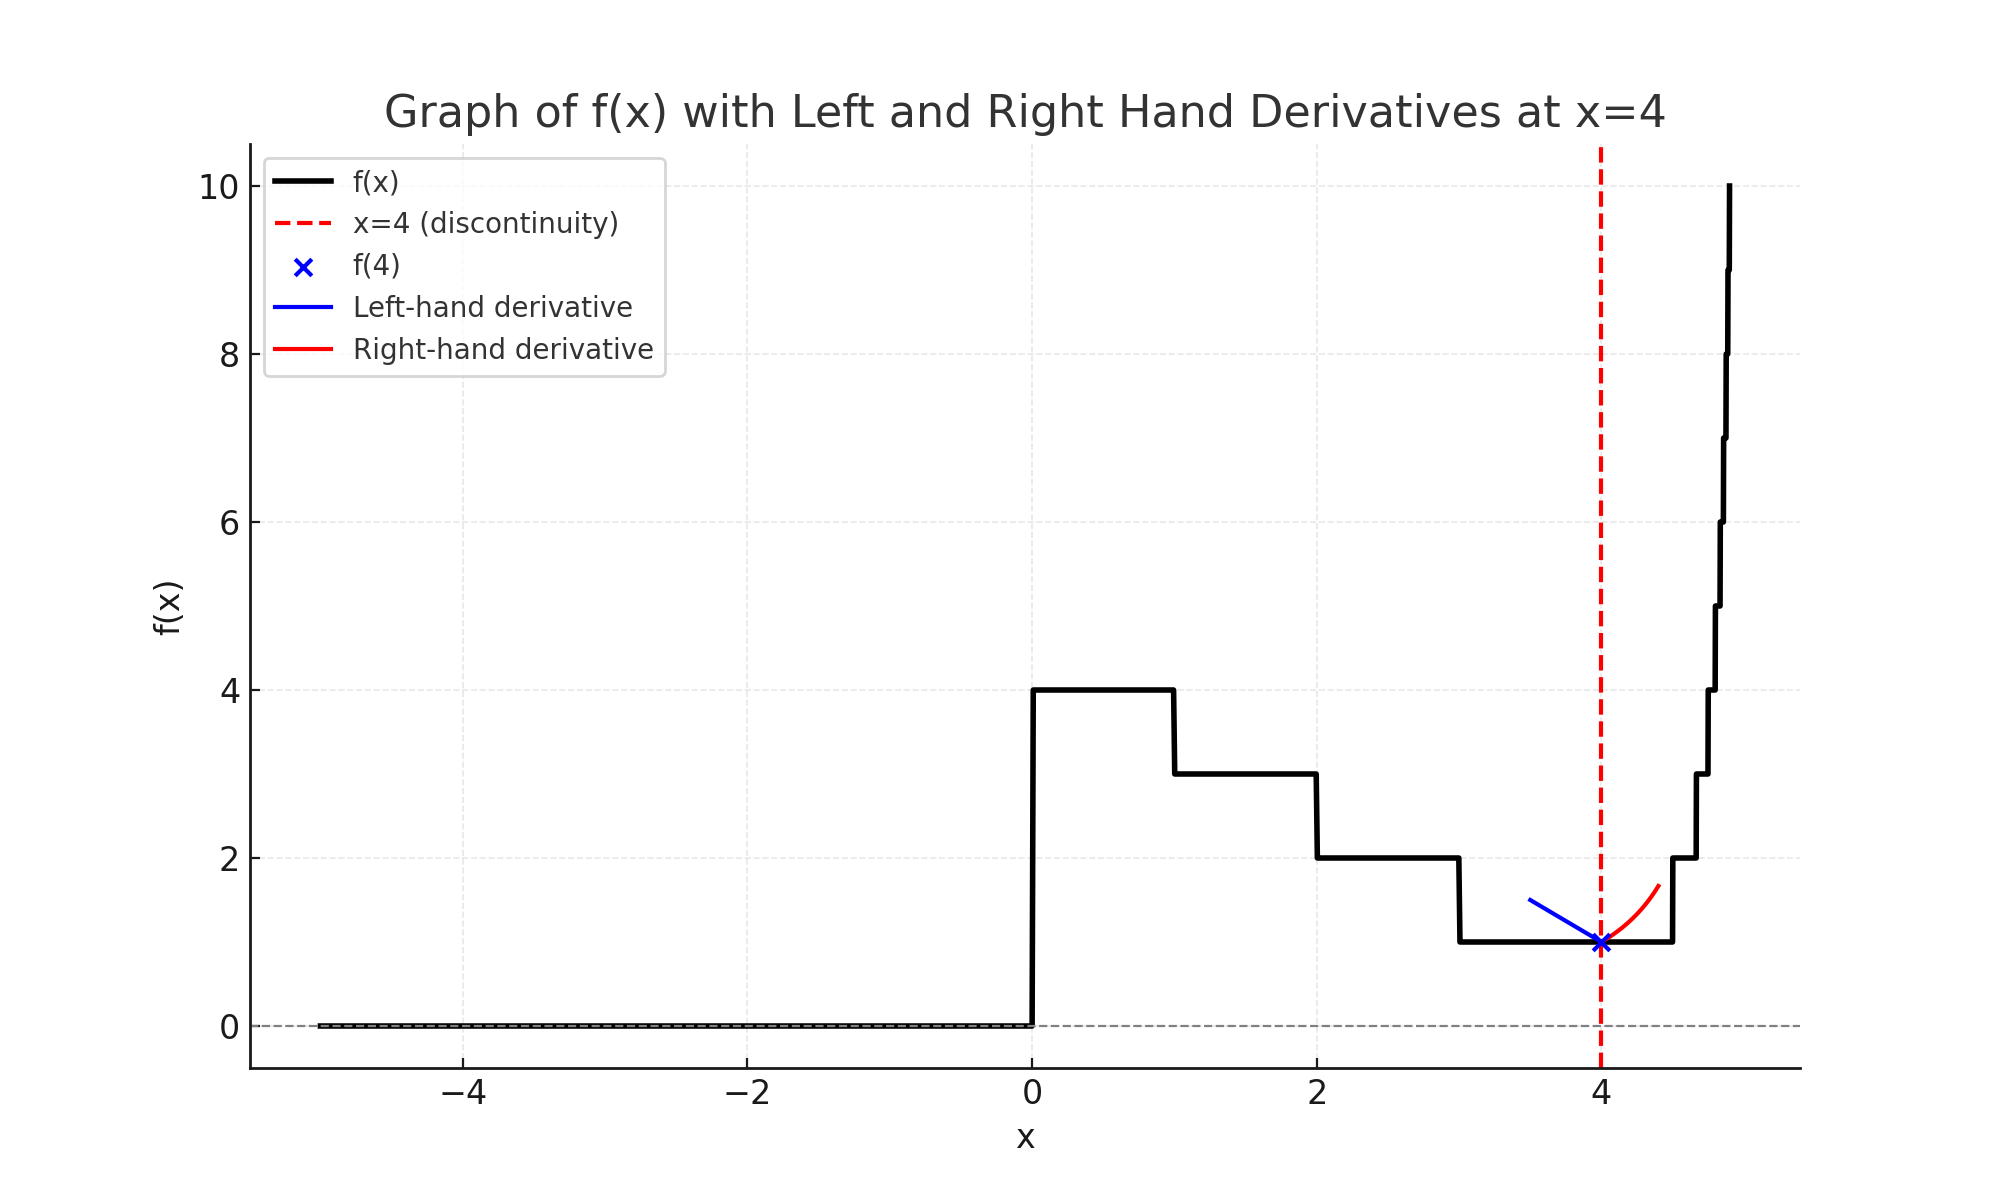 Graph of f(x) with Left and Right Hand Derivatives at x=4
f(x)
x=4 (discontinuity)
f(4)
Left-hand derivative
Right-hand derivative
10
8
6
4
2
0
f(x)
−4
−2
0
2
4
x